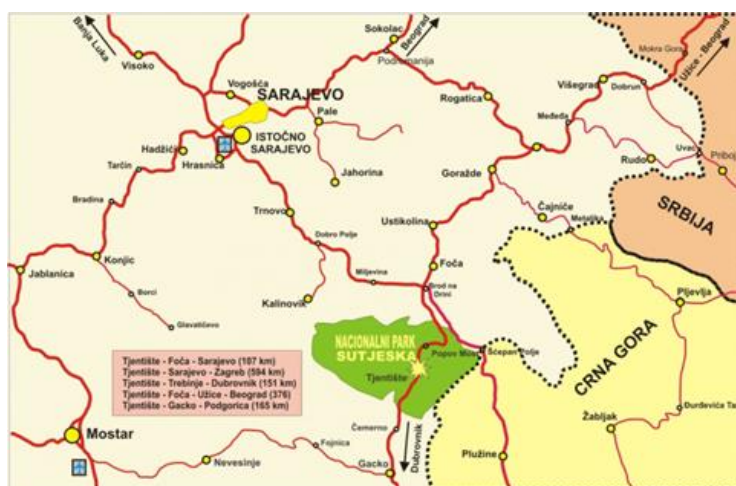 Banja Luka
Visoko
Sokolac
Beograd
Podromanija
Mokra Gora
Užice - Beograd
Vogošća
SARAJEVO
Pale
Rogatica
Višegrad
Dobrun
Međeđa
ISTOČNO
SARAJEVO
Hadžići
Hrasnica
Tarčin
Jahorina
Goražde
Rudo
Uvac
Priboj
Bradina
Trnovo
Dobro Polje
Ustikolina
Čajniče
Metaljka
SRBIJA
Konjic
Jablanica
Borci
Glavatičevo
Kalinovik
Miljevina
Foča
Brod na
Drini
Pljevlja
NACIONALNI PARK
SUTJESKA
Popov Most
Šćepan Polje
Tjentište
CRNA GORA
Tjentište - Foča - Sarajevo (107 km)
Tjentište - Sarajevo - Zagreb (594 km)
Tjentište - Trebinje - Dubrovnik (151 km)
Tjentište - Foča - Užice - Beograd (376)
Tjentište - Gacko - Podgorica (165 km)
Đurđevića Ta
Žabljak
Mostar
Čemerno
Dubrovnik
Fojnica
Nevesinje
Gacko
Plužine